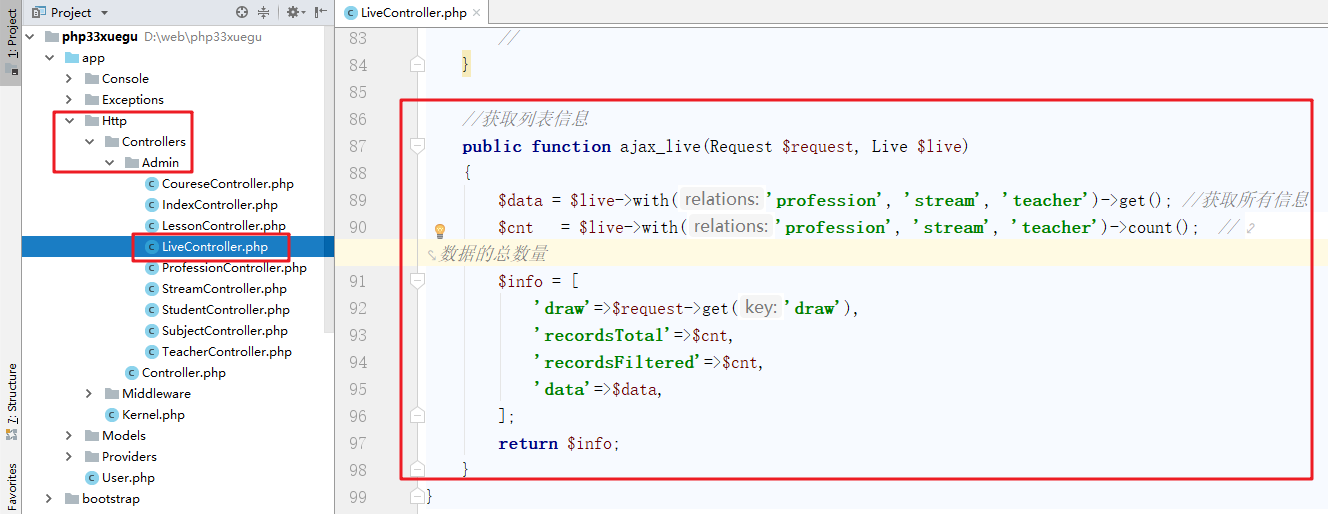 Project
LiveController.php
1: Project
7: Structure
Favorites
php33xuegu D:\web\php33xuegu
app
Console
Exceptions
Http
Controllers
Admin
CoureseController.php
IndexController.php
LessonController.php
LiveController.php
ProfessionController.php
StreamController.php
StudentController.php
SubjectController.php
TeacherController.php
Controller.php
Middleware
Kernel.php
Models
Providers
User.php
bootstrap
83 //
84 }
85
86 //获取列表信息
87 public function ajax_live(Request $request, Live $live)
88 {
89 $data = $live->with( relations: 'profession', 'stream', 'teacher')->get(); //获取所有信息
90 $cnt = $live->with( relations: 'profession', 'stream', 'teacher')->count(); //
数据的总数量
91 $info = [
92 'draw'=>$request->get( key: 'draw'),
93 'recordsTotal'=>$cnt,
94 'recordsFiltered'=>$cnt,
95 'data'=>$data,
96 ];
97 return $info;
98 }
99 }